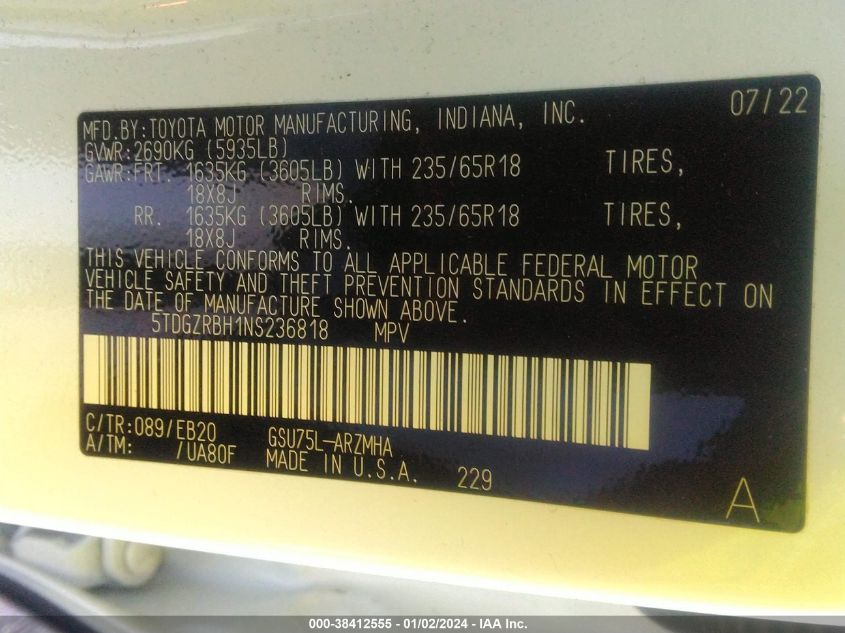 07/22
MFD.BY:TOYOTA MOTOR MANUFACTURING, INDIANA, INC.
GVWR:2690KG (5935LB)
GAWR:FRT. 1635KG (3605LB) WITH 235/65R18 TIRES,
18X8J RIMS.
RR. 1635KG (3605LB) WITH 235/65R18 TIRES,
18X8J RIMS.
THIS VEHICLE CONFORMS TO ALL APPLICABLE FEDERAL MOTOR
VEHICLE SAFETY AND THEFT PREVENTION STANDARDS IN EFFECT ON
THE DATE OF MANUFACTURE SHOWN ABOVE.
5TDGZRBH1NS236818 MPV
C/TR:089/EB20 GSU75L-ARZMHA
A/TM: /UA80F MADE IN U.S.A. 229
A
000-38412555 - 01/02/2024 - IAA Inc.